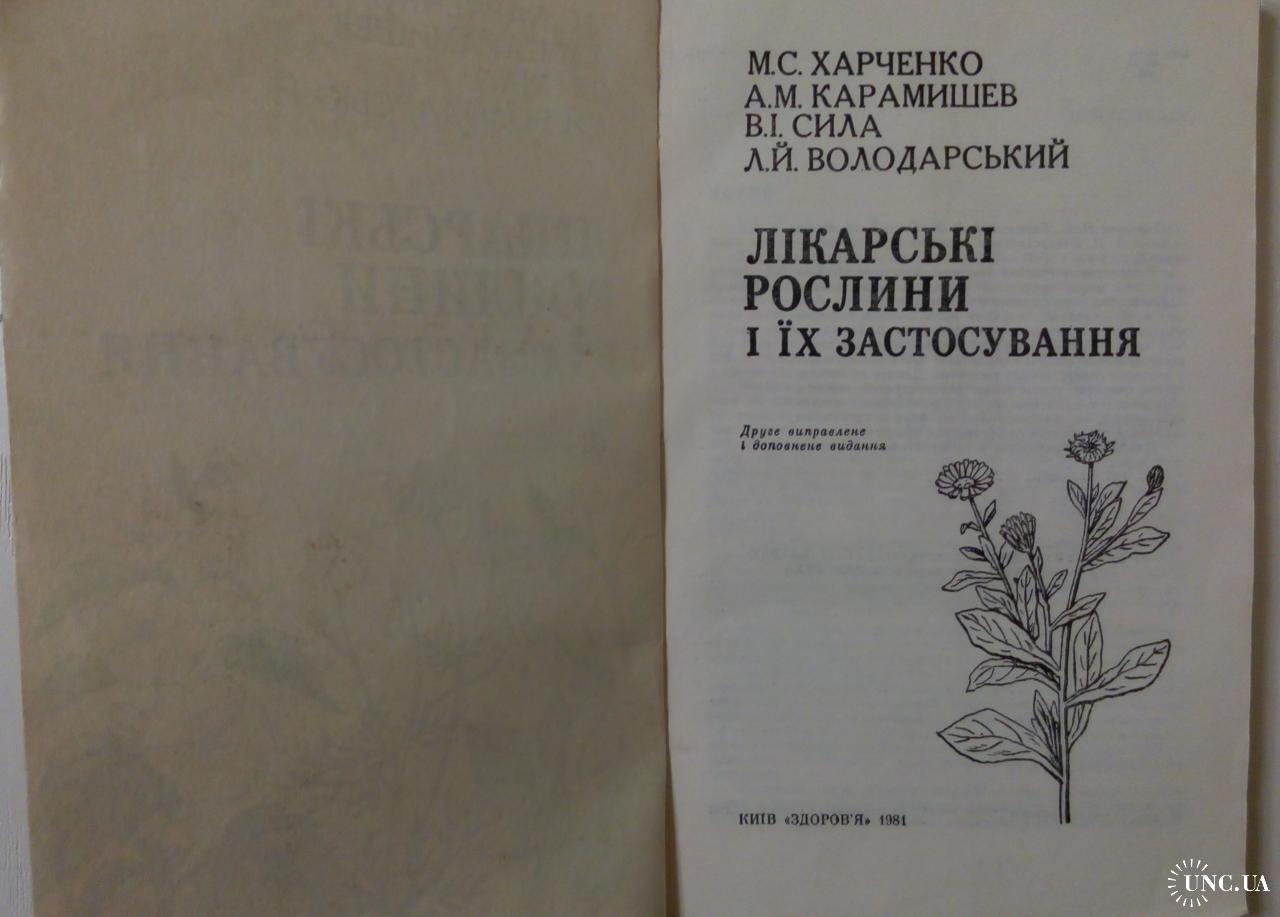 М.С. ХАРЧЕНКО
А.М. КАРАМИШЕВ
В.І. СИЛА
Л.Й. ВОЛОДАРСЬКИЙ
ЛІКАРСЬКІ
РОСЛИНИ
І ЇХ ЗАСТОСУВАННЯ
Друге виправлене
і доповнене видання
КИЇВ «ЗДОРОВ'Я» 1981
UNC.UA